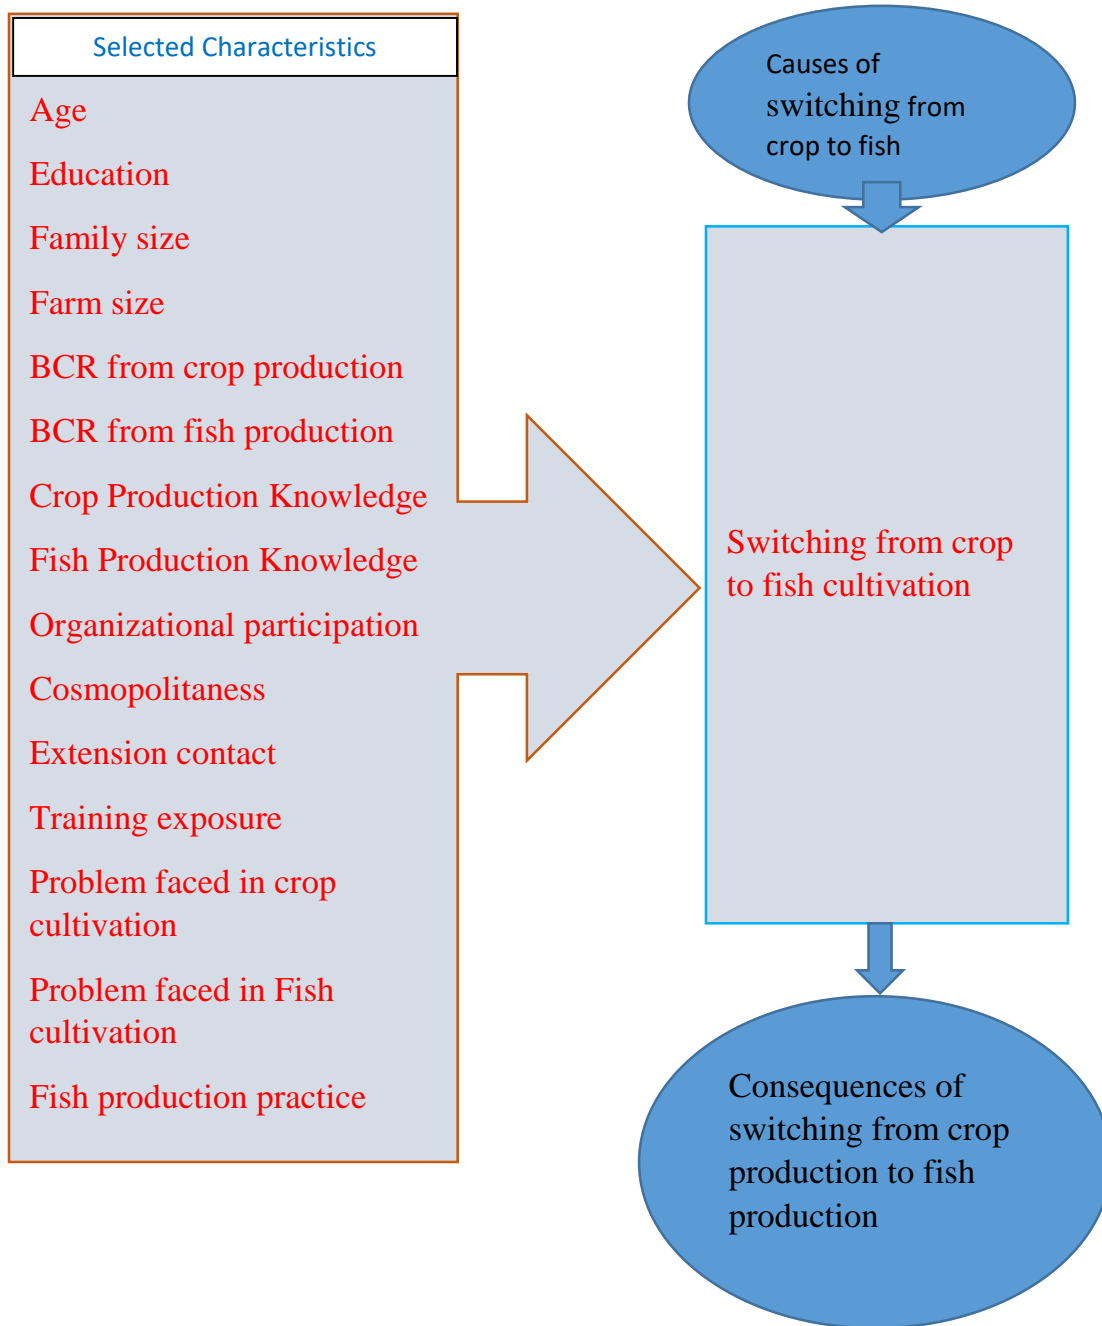 Selected Characteristics
Age
Education
Family size
Farm size
BCR from crop production
BCR from fish production
Crop Production Knowledge
Fish Production Knowledge
Organizational participation
Cosmopolitaness
Extension contact
Training exposure
Problem faced in crop
cultivation
Problem faced in Fish
cultivation
Fish production practice
Causes of
switching from
crop to fish
Switching from crop
to fish cultivation
Consequences of
switching from crop
production to fish
production